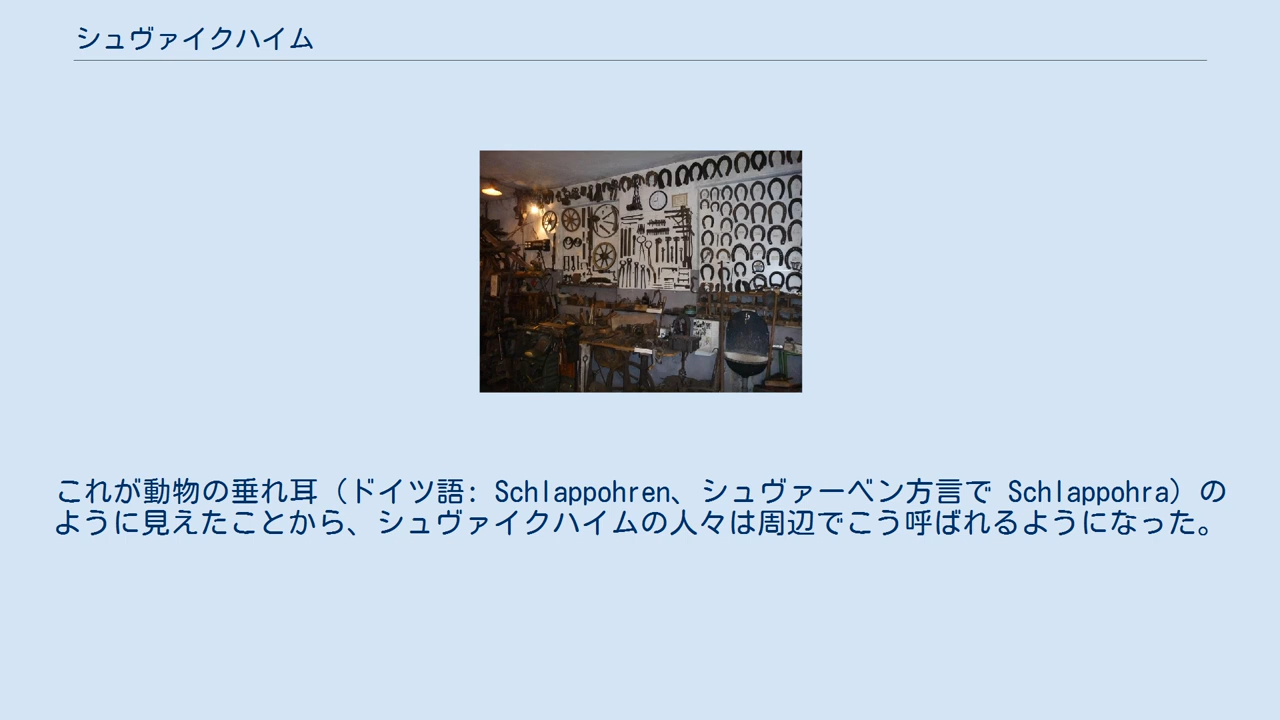 シュヴァイクハイム
これが動物の垂れ耳（ドイツ語: Schlappohren、シュヴァーベン方言で Schlappohra）の
ように見えたことから、シュヴァイクハイムの人々は周辺でこう呼ばれるようになった。